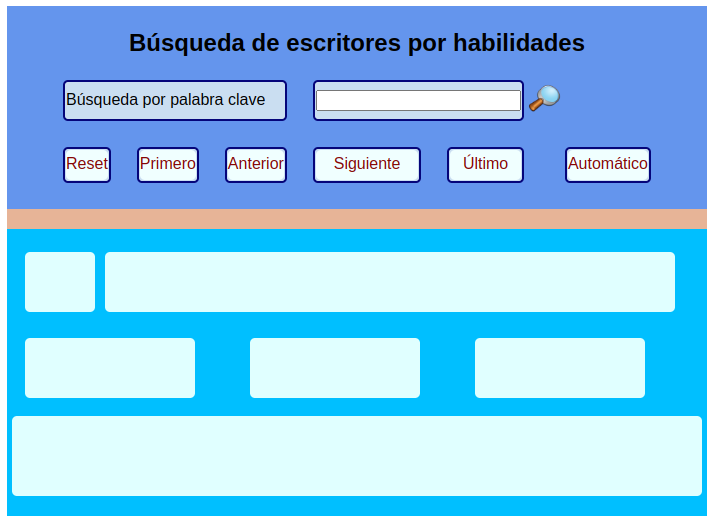 Búsqueda de escritores por habilidades
Búsqueda por palabra clave
Reset Primero Anterior Siguiente Último Automático